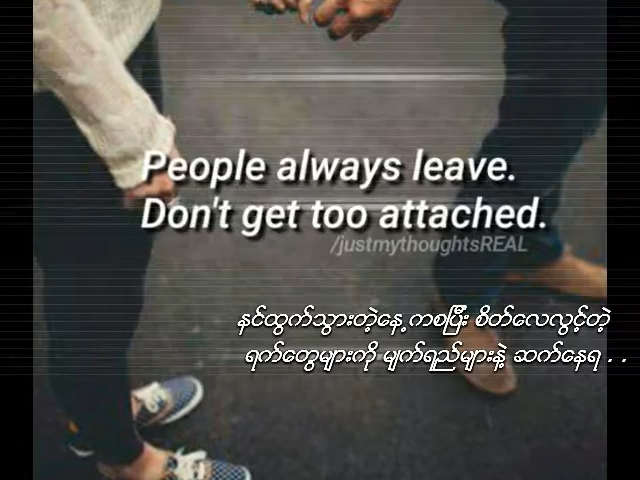 People always leave.
Don't get too attached.
/justmythoughtsREAL
နင်ထွက်သွားတဲ့နေ့ကစပြီး စိတ်လေလွင့်တဲ့
ရက်တွေများကို မျက်ရည်များနဲ့ ဆက်နေရ . .